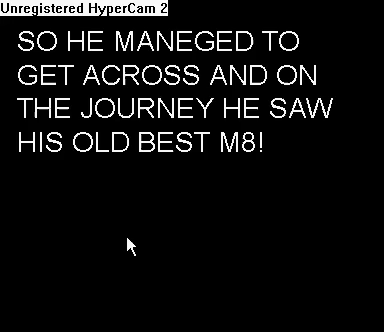 Unregistered HyperCam 2
SO HE MANEGED TO
GET ACROSS AND ON
THE JOURNEY HE SAW
HIS OLD BEST M8!